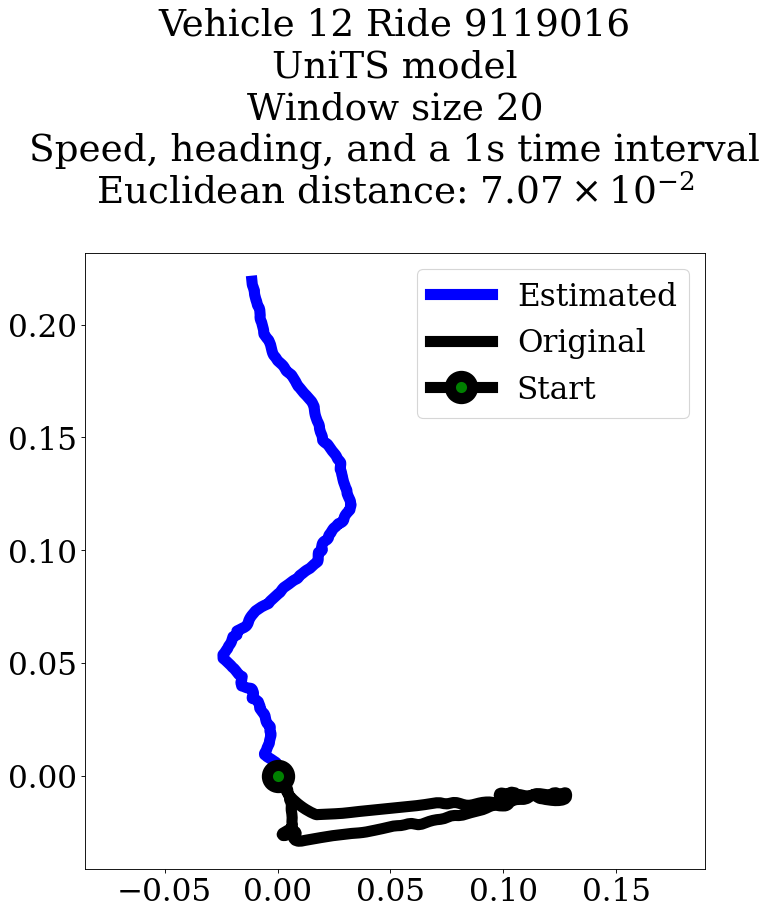 Vehicle 12 Ride 9119016
UniTS model
Window size 20
Speed, heading, and a 1s time interval
Euclidean distance: 7.07 × 10⁻²
Estimated
Original
Start
0.20
0.15
0.10
0.05
0.00
−0.05 0.00 0.05 0.10 0.15